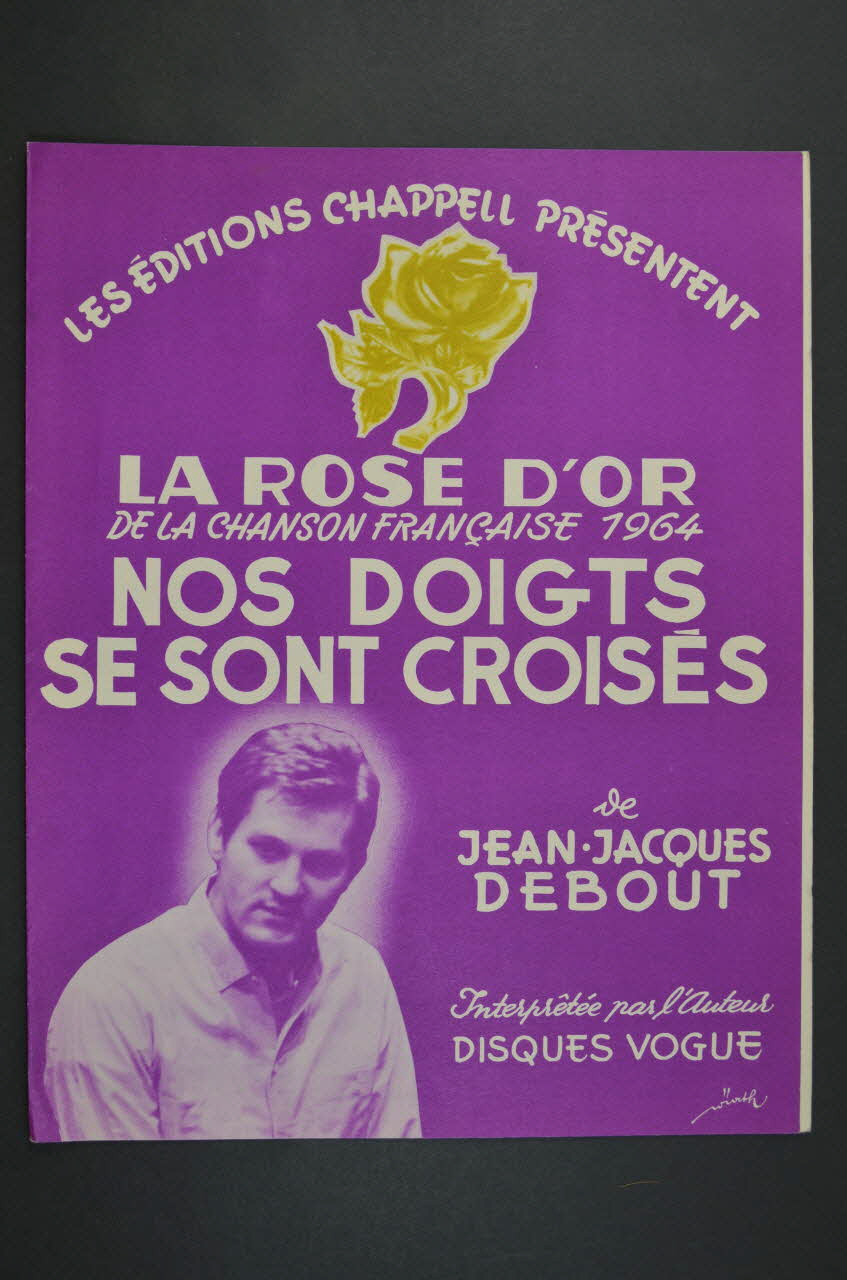 LES ÉDITIONS CHAPPELL PRÉSENTENT
LA ROSE D'OR
DE LA CHANSON FRANÇAISE 1964
NOS DOIGTS
SE SONT CROISÉS
de
JEAN-JACQUES
DEBOUT
Interprêtée par l'Auteur
DISQUES VOGUE